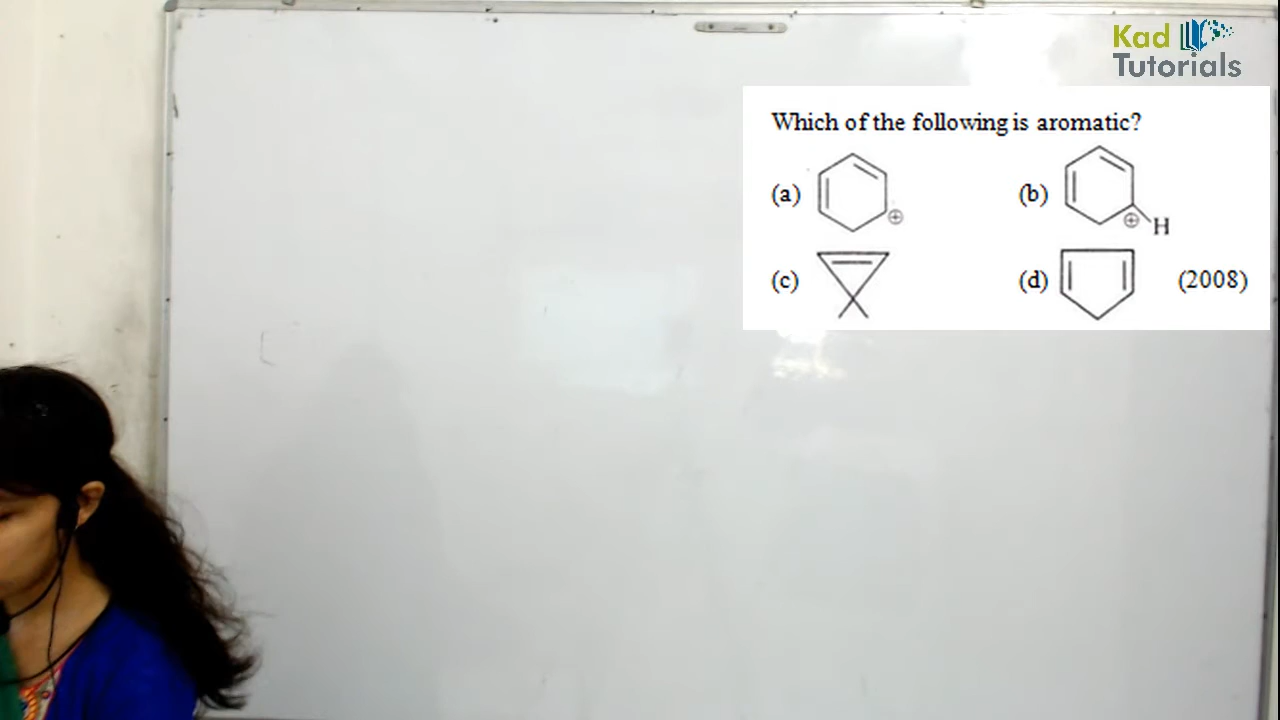 Kad
Tutorials
Which of the following is aromatic?
(a) ⊕ (b) ⊕ H
(c) (d) (2008)